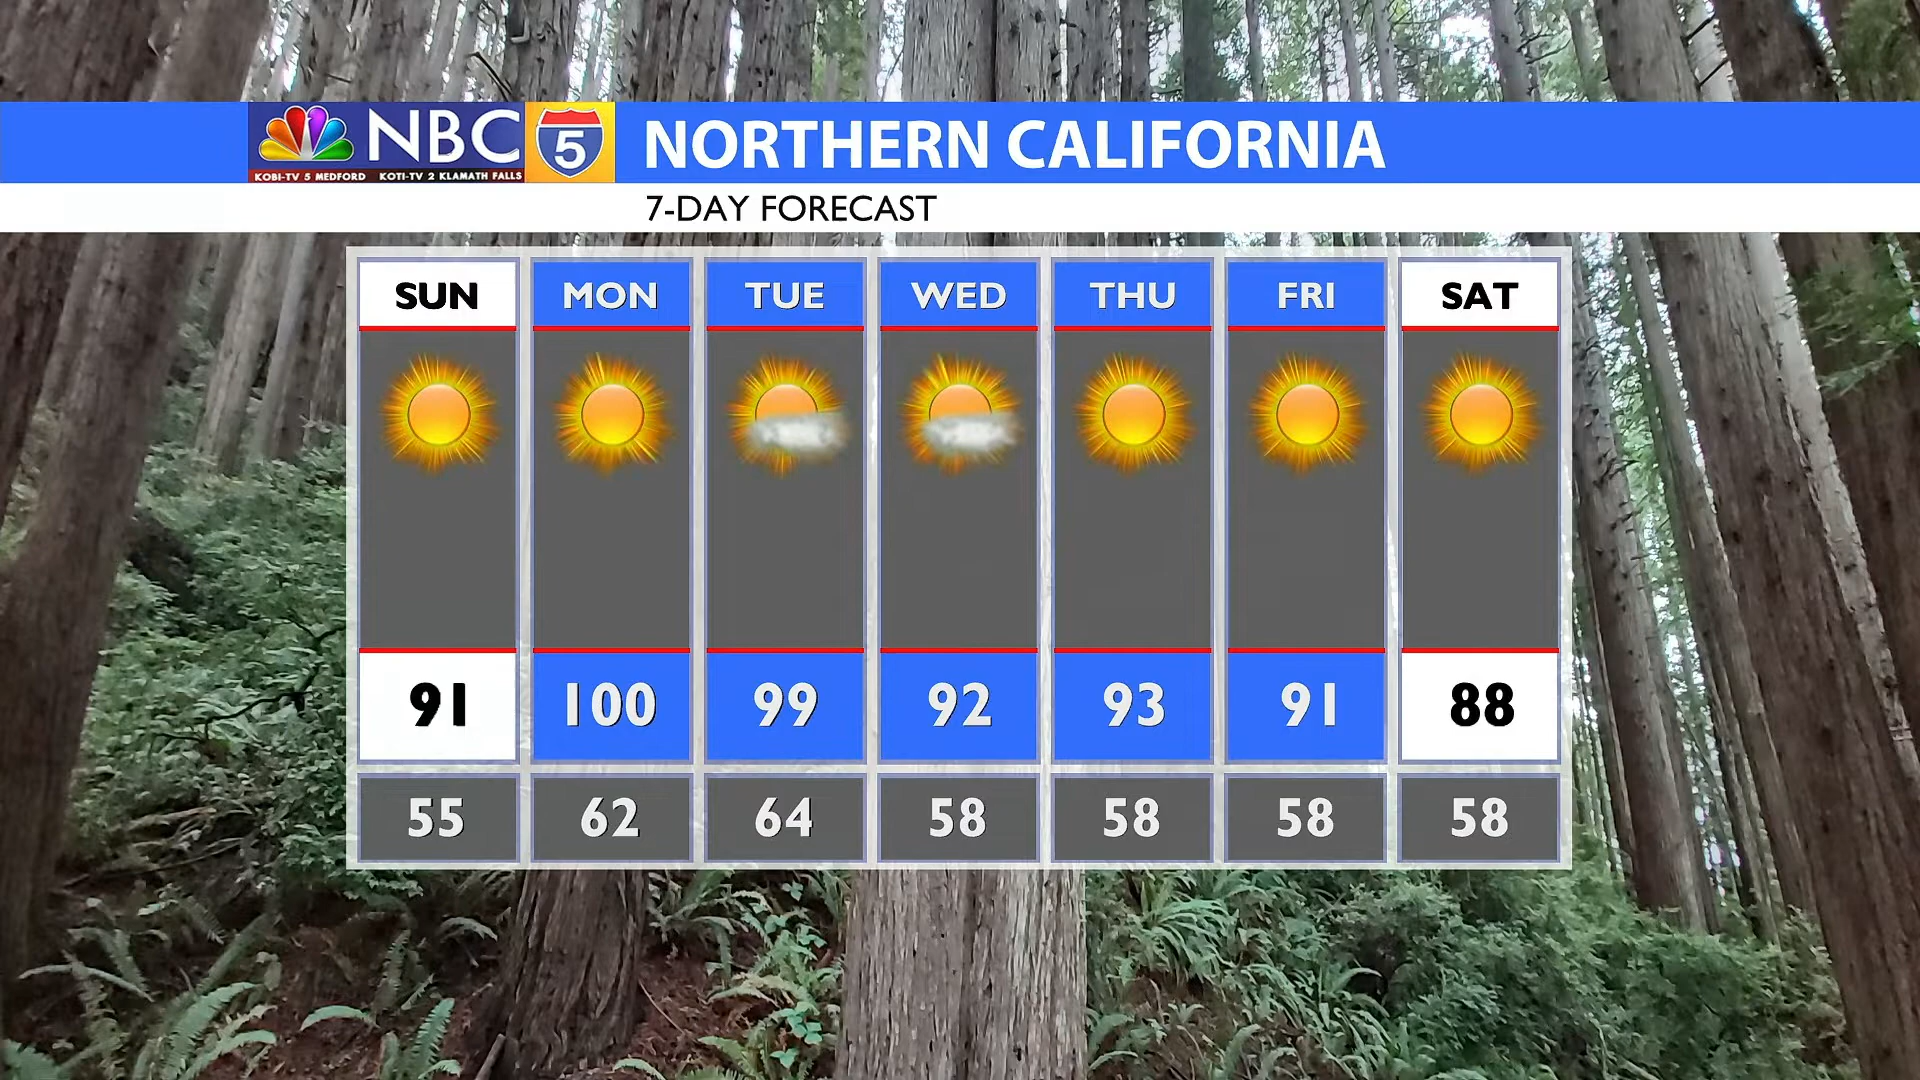 NBC 5
KOBI-TV 5 MEDFORD KOTI-TV 2 KLAMATH FALLS
NORTHERN CALIFORNIA
7-DAY FORECAST
SUN MON TUE WED THU FRI SAT
91 100 99 92 93 91 88
55 62 64 58 58 58 58